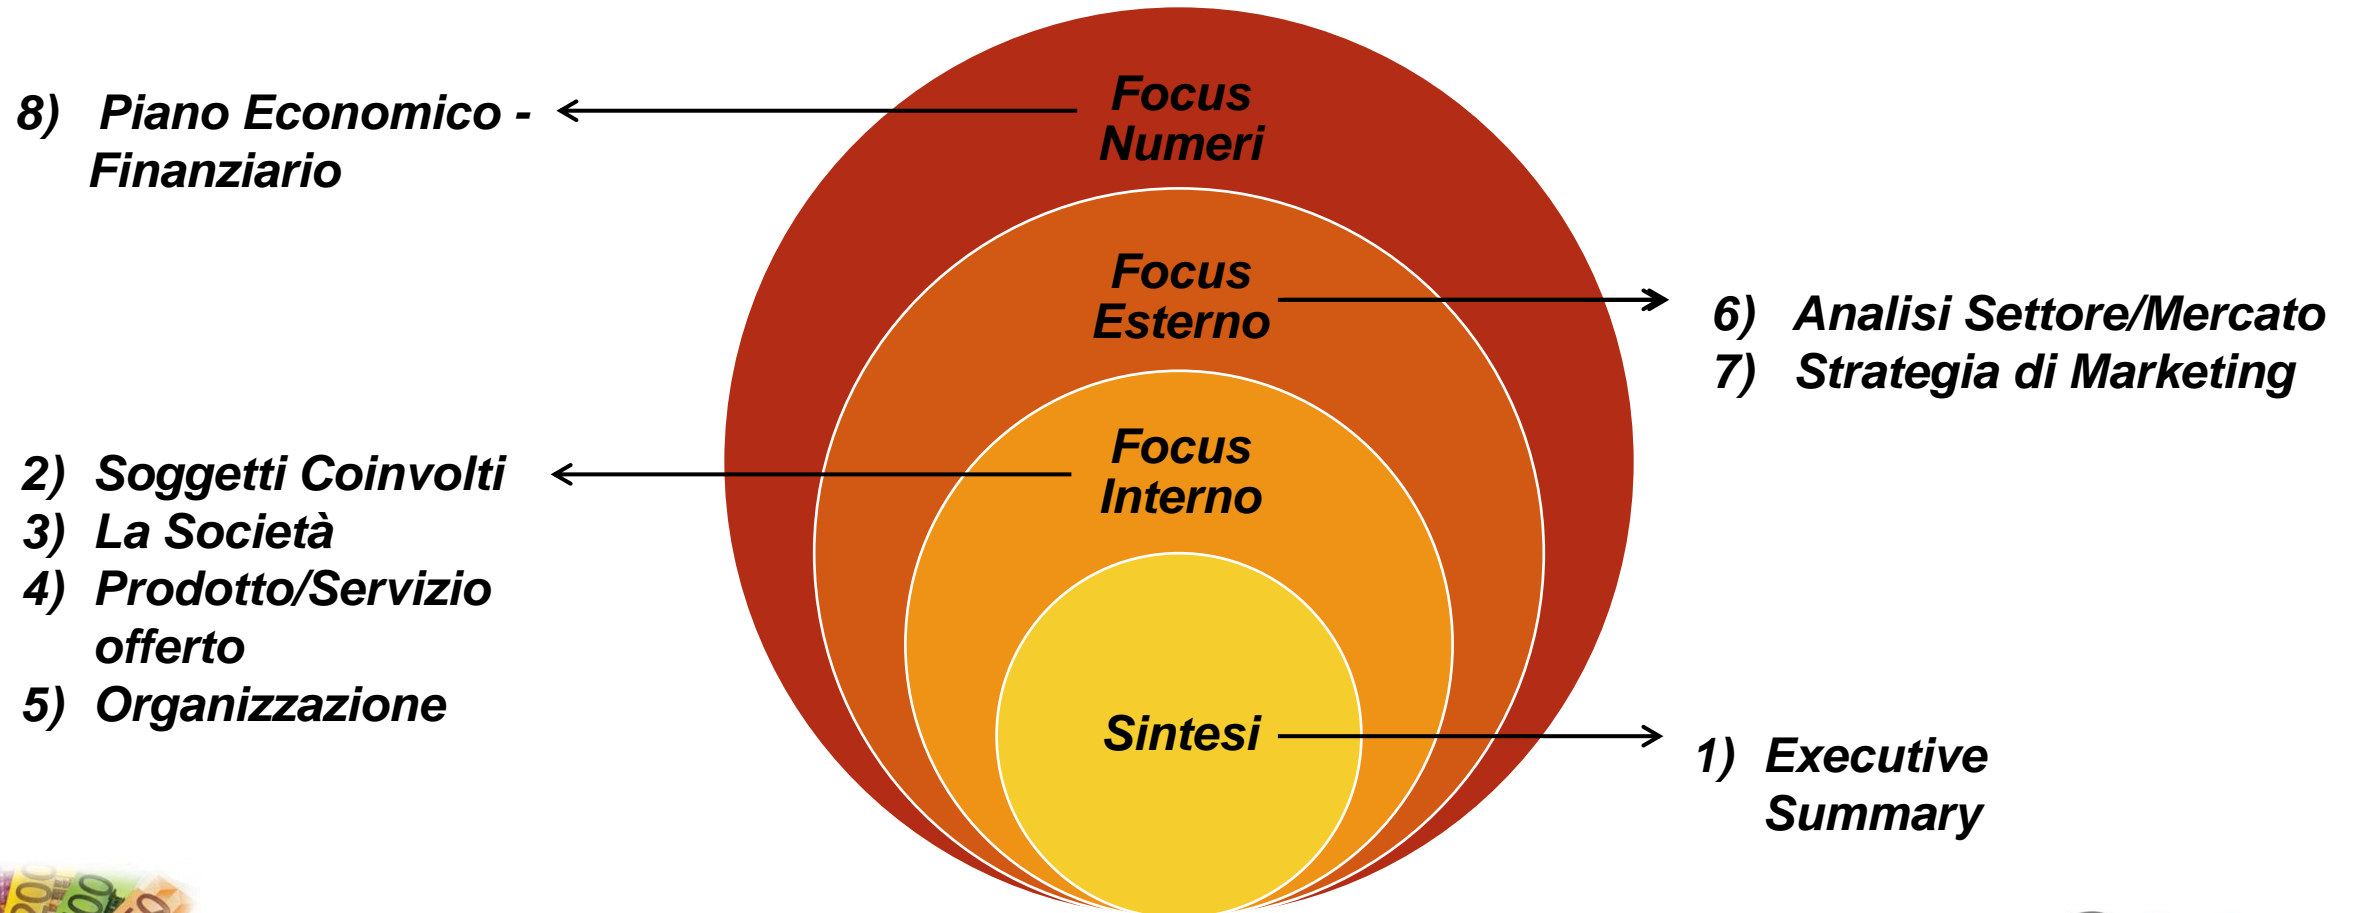 8) Piano Economico -
Finanziario
Focus
Numeri
Focus
Esterno
6) Analisi Settore/Mercato
7) Strategia di Marketing
Focus
Interno
2) Soggetti Coinvolti
3) La Società
4) Prodotto/Servizio
offerto
5) Organizzazione
Sintesi
1) Executive
Summary